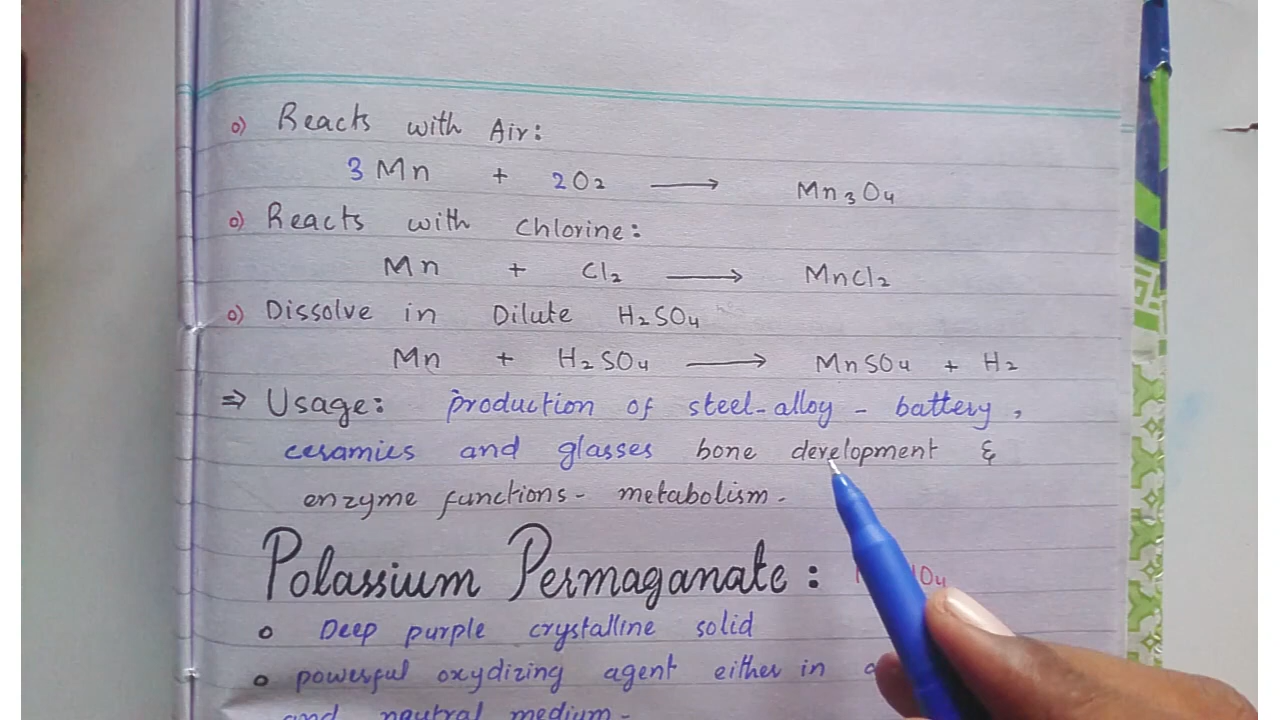 o) Reacts with Air:
3Mn + 2O₂ ⟶ Mn₃O₄
o) Reacts with Chlorine:
Mn + Cl₂ ⟶ MnCl₂
o) Dissolve in Dilute H₂SO₄
Mn + H₂SO₄ ⟶ MnSO₄ + H₂
⇒ Usage: production of steel-alloy - battery,
ceramics and glasses bone development &
enzyme functions - metabolism -
Polassium Permaganate :
o Deep purple crystalline solid
o powerful oxydizing agent either in
and nautral medium -